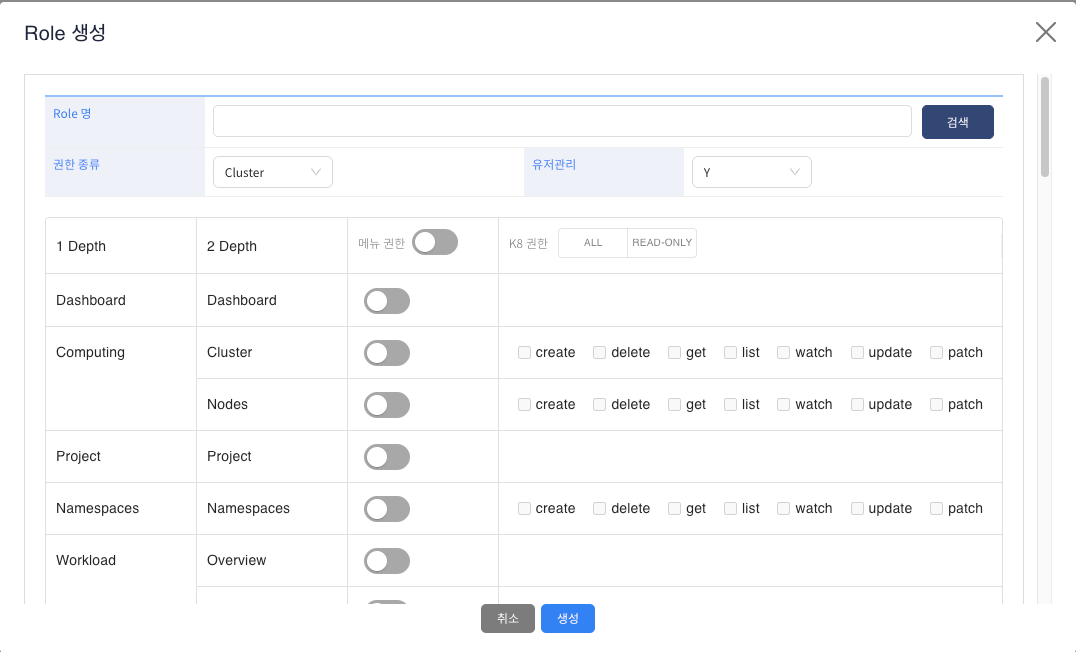 Role 생성
Role 명
검색
권한 종류 Cluster 유저관리 Y
1 Depth 2 Depth 메뉴 권한 K8 권한 ALL READ-ONLY
Dashboard Dashboard
Computing Cluster create delete get list watch update patch
Nodes create delete get list watch update patch
Project Project
Namespaces Namespaces create delete get list watch update patch
Workload Overview
취소 생성